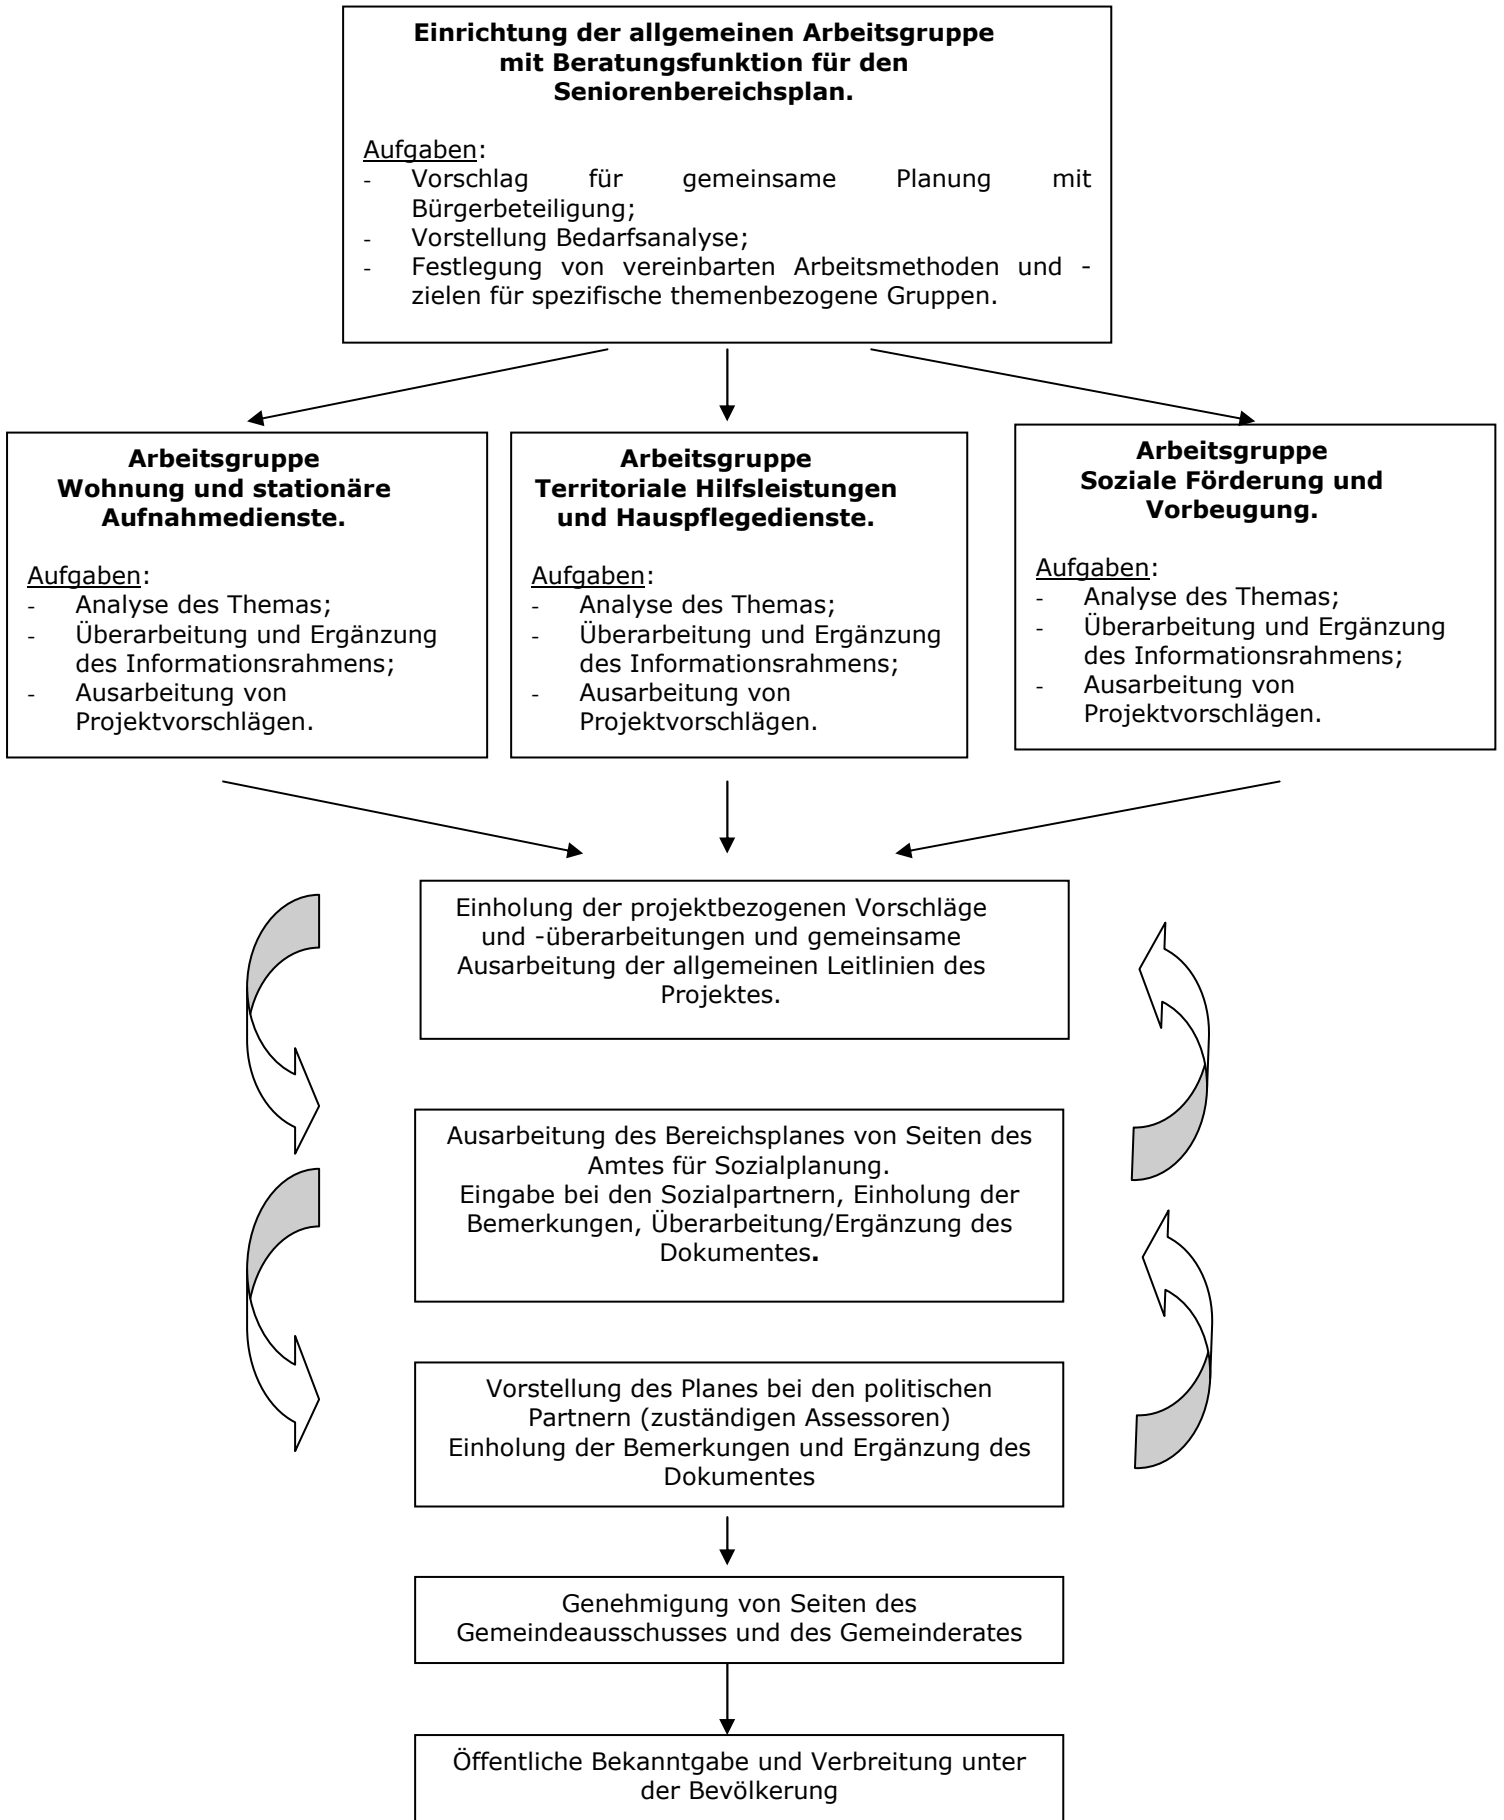 Einrichtung der allgemeinen Arbeitsgruppe
mit Beratungsfunktion für den
Seniorenbereichsplan.
Aufgaben:
- Vorschlag für gemeinsame Planung mit
Bürgerbeteiligung;
- Vorstellung Bedarfsanalyse;
- Festlegung von vereinbarten Arbeitsmethoden und -
zielen für spezifische themenbezogene Gruppen.
Arbeitsgruppe
Wohnung und stationäre
Aufnahmedienste.
Aufgaben:
- Analyse des Themas;
- Überarbeitung und Ergänzung
des Informationsrahmens;
- Ausarbeitung von
Projektvorschlägen.
Arbeitsgruppe
Territoriale Hilfsleistungen
und Hauspflegedienste.
Aufgaben:
- Analyse des Themas;
- Überarbeitung und Ergänzung
des Informationsrahmens;
- Ausarbeitung von
Projektvorschlägen.
Arbeitsgruppe
Soziale Förderung und
Vorbeugung.
Aufgaben:
- Analyse des Themas;
- Überarbeitung und Ergänzung
des Informationsrahmens;
- Ausarbeitung von
Projektvorschlägen.
Einholung der projektbezogenen Vorschläge
und -überarbeitungen und gemeinsame
Ausarbeitung der allgemeinen Leitlinien des
Projektes.
Ausarbeitung des Bereichsplanes von Seiten des
Amtes für Sozialplanung.
Eingabe bei den Sozialpartnern, Einholung der
Bemerkungen, Überarbeitung/Ergänzung des
Dokumentes.
Vorstellung des Planes bei den politischen
Partnern (zuständigen Assessoren)
Einholung der Bemerkungen und Ergänzung des
Dokumentes
Genehmigung von Seiten des
Gemeindeausschusses und des Gemeinderates
Öffentliche Bekanntgabe und Verbreitung unter
der Bevölkerung